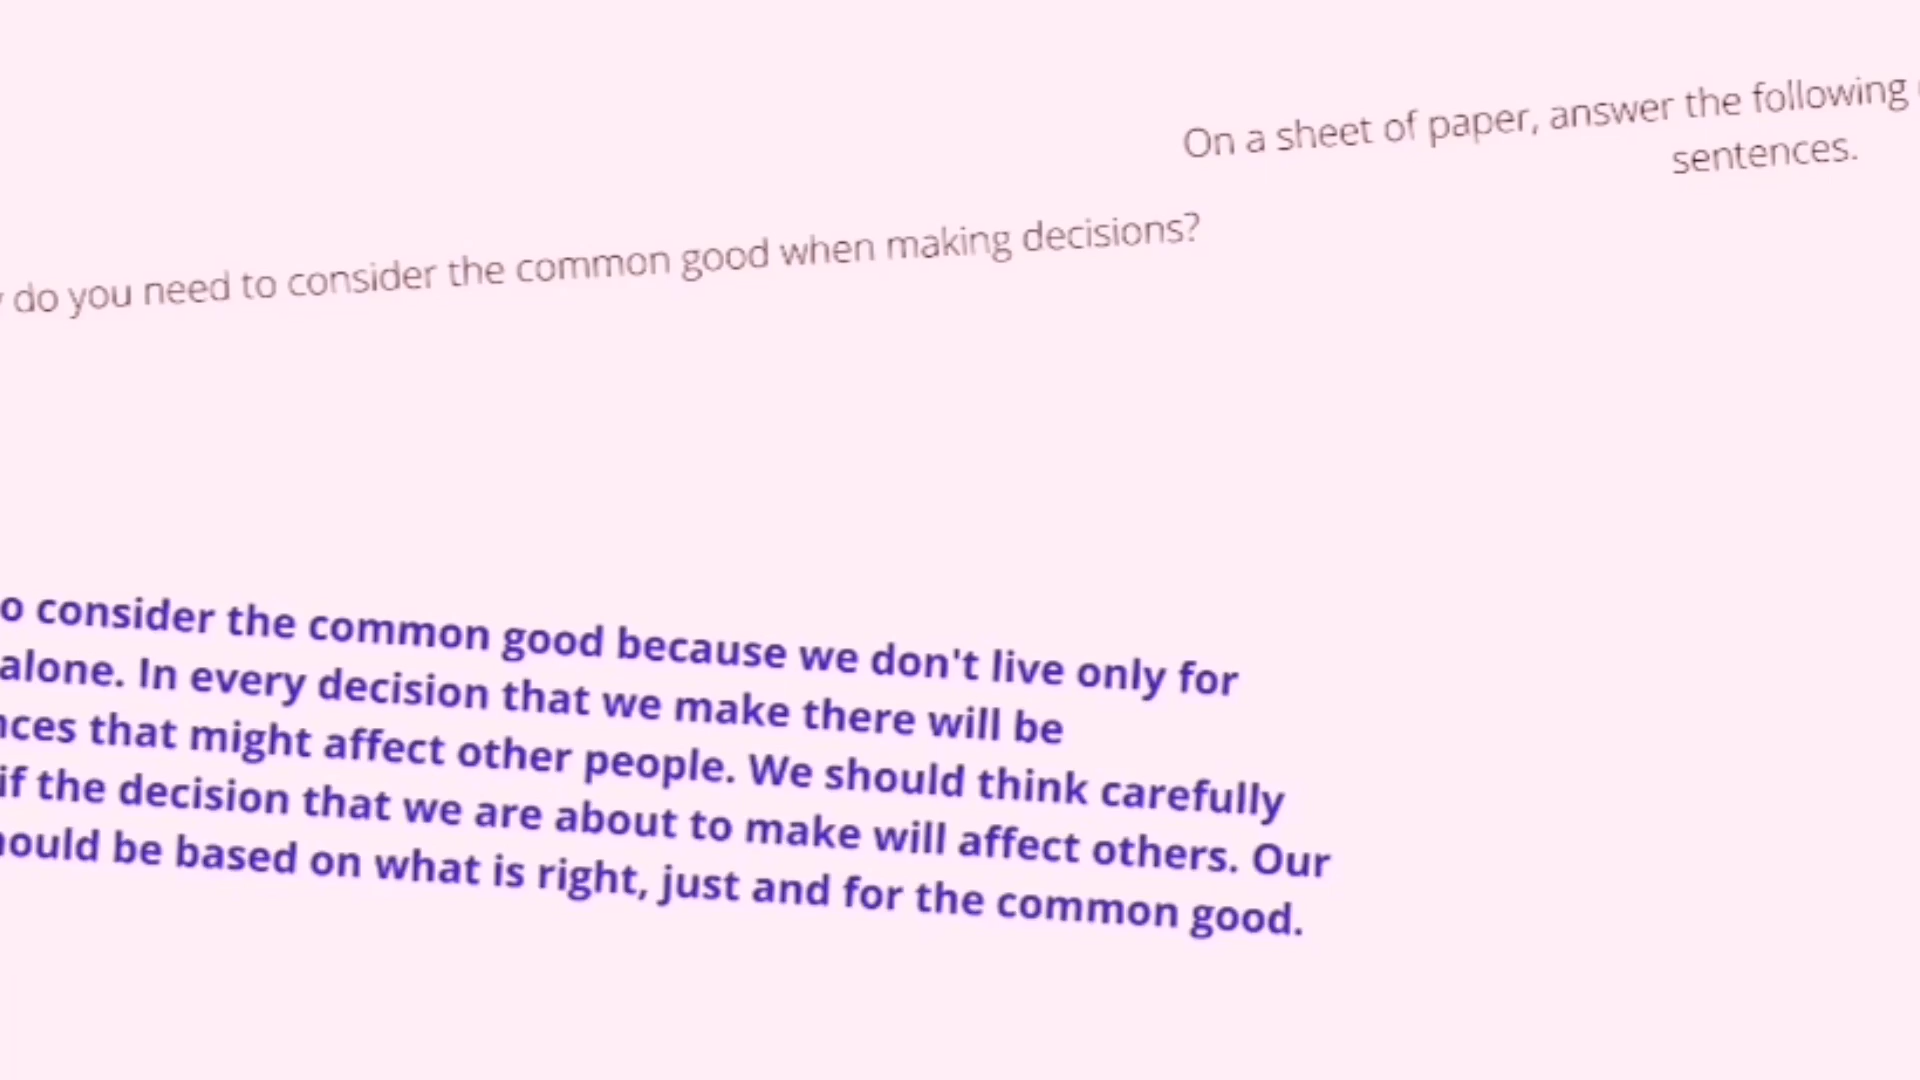 On a sheet of paper, answer the following
sentences.
do you need to consider the common good when making decisions?
consider the common good because we don't live only for
alone. In every decision that we make there will be
that might affect other people. We should think carefully
if the decision that we are about to make will affect others. Our
be based on what is right, just and for the common good.